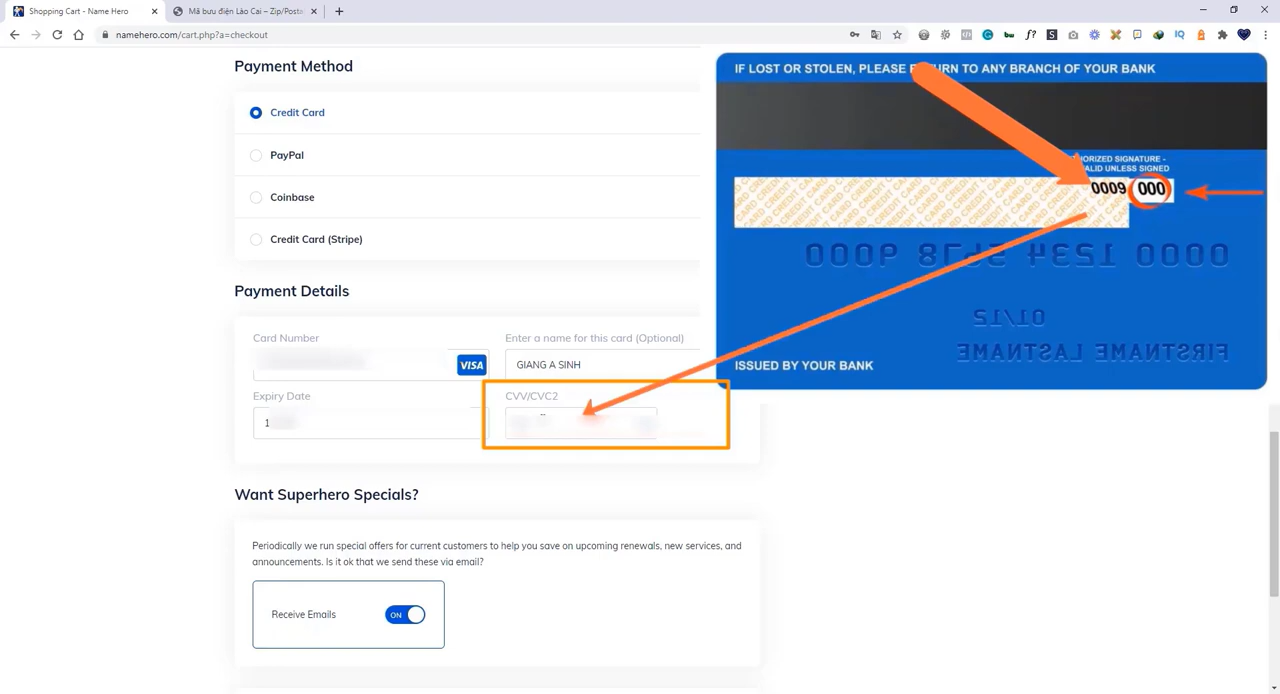 Shopping Cart - Name Hero
Mã bưu điện Lào Cai – Zip/Posta
namehero.com/cart.php?a=checkout
Payment Method
Credit Card
PayPal
Coinbase
Credit Card (Stripe)
Payment Details
Card Number
VISA
Enter a name for this card (Optional)
GIANG A SINH
Expiry Date
1
CVV/CVC2
IF LOST OR STOLEN, PLEASE RETURN TO ANY BRANCH OF YOUR BANK
HORIZED SIGNATURE -
VALID UNLESS SIGNED
CREDIT CARD
0009 000
0000 1234 5678 9000
01/12
FIRSTNAME LASTNAME
ISSUED BY YOUR BANK
Want Superhero Specials?
Periodically we run special offers for current customers to help you save on upcoming renewals, new services, and
announcements. Is it ok that we send these via email?
Receive Emails
ON